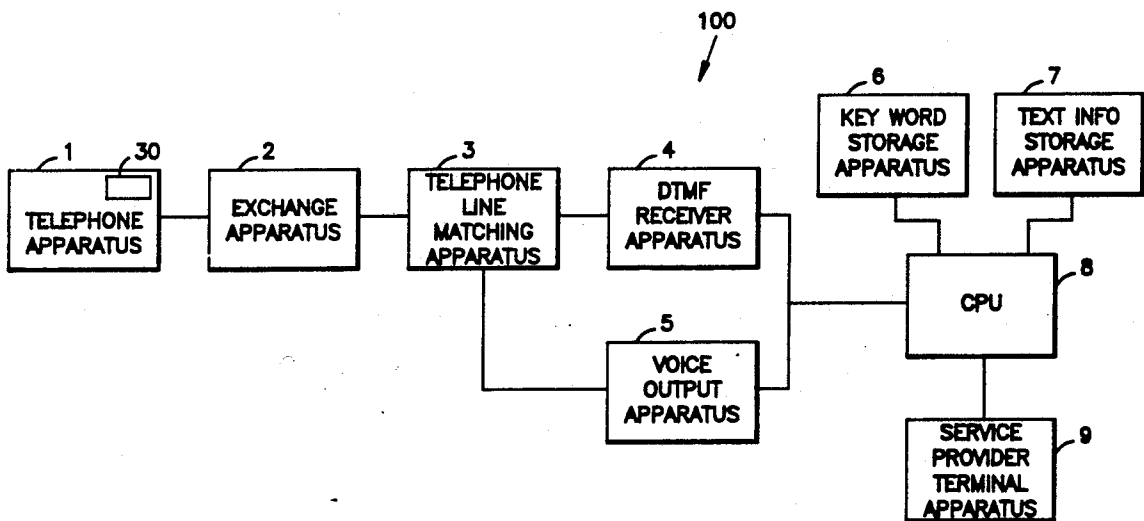 100
6
KEY WORD
STORAGE
APPARATUS
7
TEXT INFO
STORAGE
APPARATUS
1
30
TELEPHONE
APPARATUS
2
EXCHANGE
APPARATUS
3
TELEPHONE
LINE
MATCHING
APPARATUS
4
DTMF
RECEIVER
APPARATUS
8
CPU
5
VOICE
OUTPUT
APPARATUS
9
SERVICE
PROVIDER
TERMINAL
APPARATUS